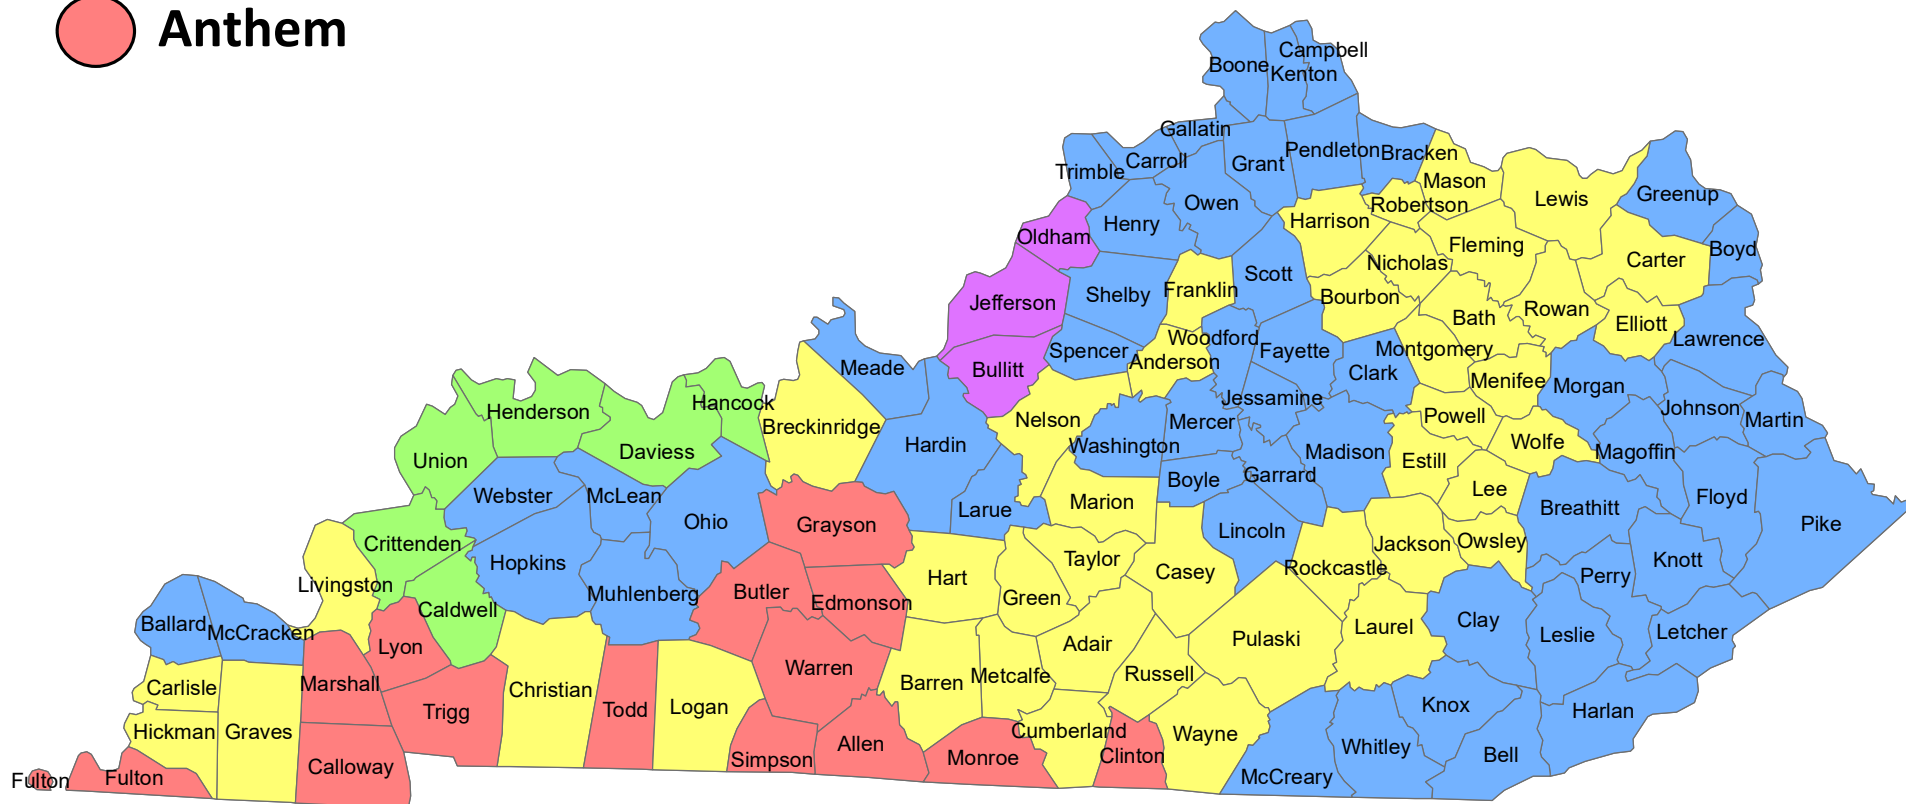 Anthem
Campbell
Boone
Kenton
Gallatin
Carroll
Trimble
Grant
Pendleton
Bracken
Mason
Lewis
Greenup
Robertson
Owen
Henry
Harrison
Oldham
Fleming
Boyd
Carter
Nicholas
Scott
Shelby
Franklin
Jefferson
Bourbon
Rowan
Bath
Elliott
Lawrence
Woodford
Spencer
Fayette
Montgomery
Anderson
Meade
Bullitt
Clark
Menifee
Morgan
Jessamine
Hancock
Henderson
Johnson
Martin
Powell
Nelson
Mercer
Breckinridge
Washington
Hardin
Wolfe
Daviess
Madison
Magoffin
Union
Estill
Garrard
Boyle
Lee
Webster
McLean
Floyd
Marion
Larue
Breathitt
Ohio
Grayson
Pike
Lincoln
Owsley
Crittenden
Jackson
Taylor
Knott
Hopkins
Rockcastle
Casey
Perry
Hart
Livingston
Butler
Muhlenberg
Green
Edmonson
Caldwell
Clay
Ballard
McCracken
Laurel
Letcher
Leslie
Pulaski
Adair
Lyon
Warren
Russell
Metcalfe
Barren
Marshall
Carlisle
Christian
Knox
Logan
Todd
Trigg
Harlan
Cumberland
Hickman
Graves
Wayne
Allen
Whitley
Bell
Clinton
Monroe
Simpson
Calloway
McCreary
Fulton
Fulton